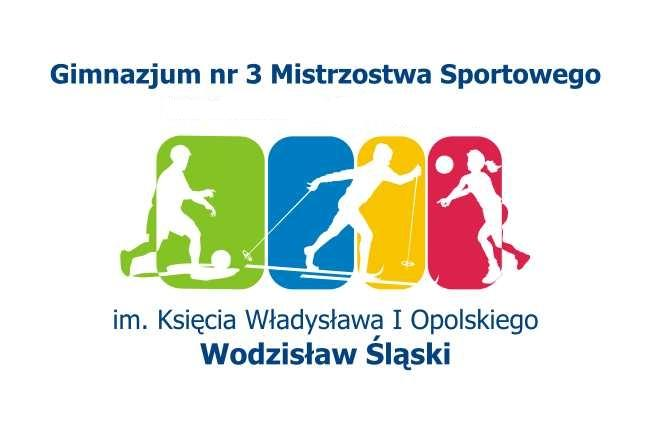 Gimnazjum nr 3 Mistrzostwa Sportowego
im. Księcia Władysława I Opolskiego
Wodzisław Śląski